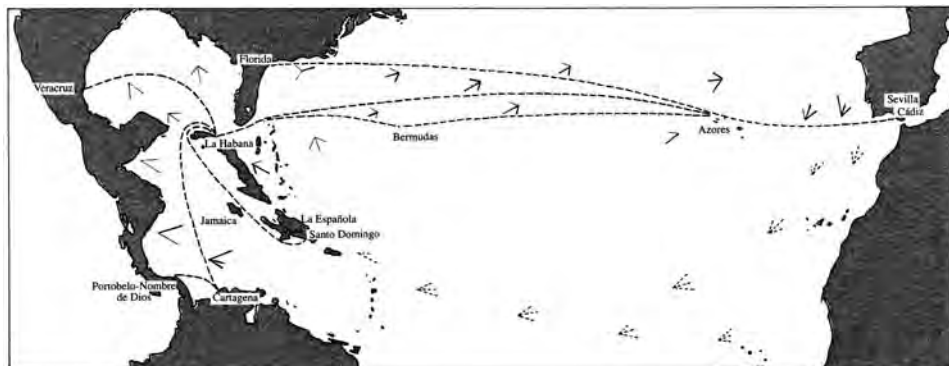 Florida
Veracruz
Sevilla
Cádiz
Azores
Bermudas
La Habana
La Española
Jamaica
Santo Domingo
Portobelo-Nombre
de Dios
Cartagena